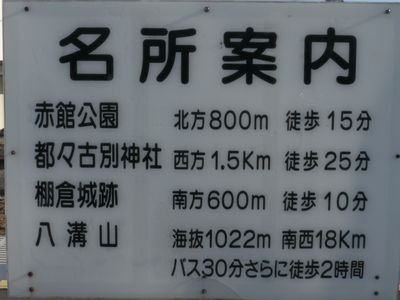 名所案内
赤館公園 北方800m 徒歩15分
都々古別神社 西方1.5Km 徒歩25分
棚倉城跡 南方600m 徒歩10分
八溝山 海抜1022m 南西18Km
バス30分さらに徒歩2時間